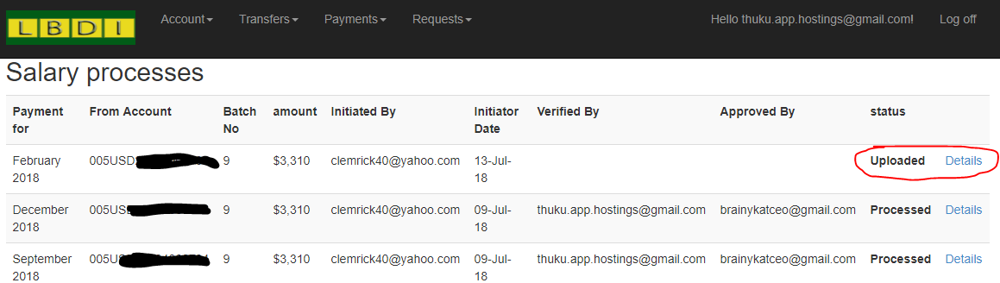 LBDI Account Transfers Payments Requests Hello thuku.app.hostings@gmail.com! Log off
Salary processes
Payment for From Account Batch No amount Initiated By Initiator Date Verified By Approved By status
February 2018 005USD 9 $3,310 clemrick40@yahoo.com 13-Jul-18 Uploaded Details
December 2018 005US 9 $3,310 clemrick40@yahoo.com 09-Jul-18 thuku.app.hostings@gmail.com brainykatceo@gmail.com Processed Details
September 2018 005U 9 $3,310 clemrick40@yahoo.com 09-Jul-18 thuku.app.hostings@gmail.com brainykatceo@gmail.com Processed Details